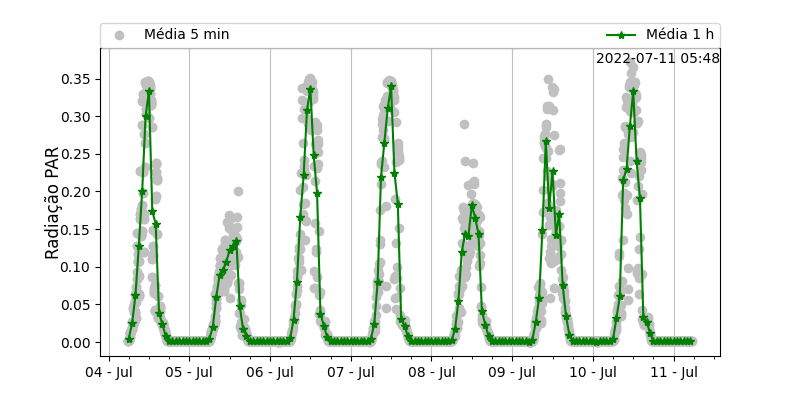 Média 5 min
Média 1 h
2022-07-11 05:48
Radiação PAR
0.35
0.30
0.25
0.20
0.15
0.10
0.05
0.00
04 - Jul
05 - Jul
06 - Jul
07 - Jul
08 - Jul
09 - Jul
10 - Jul
11 - Jul